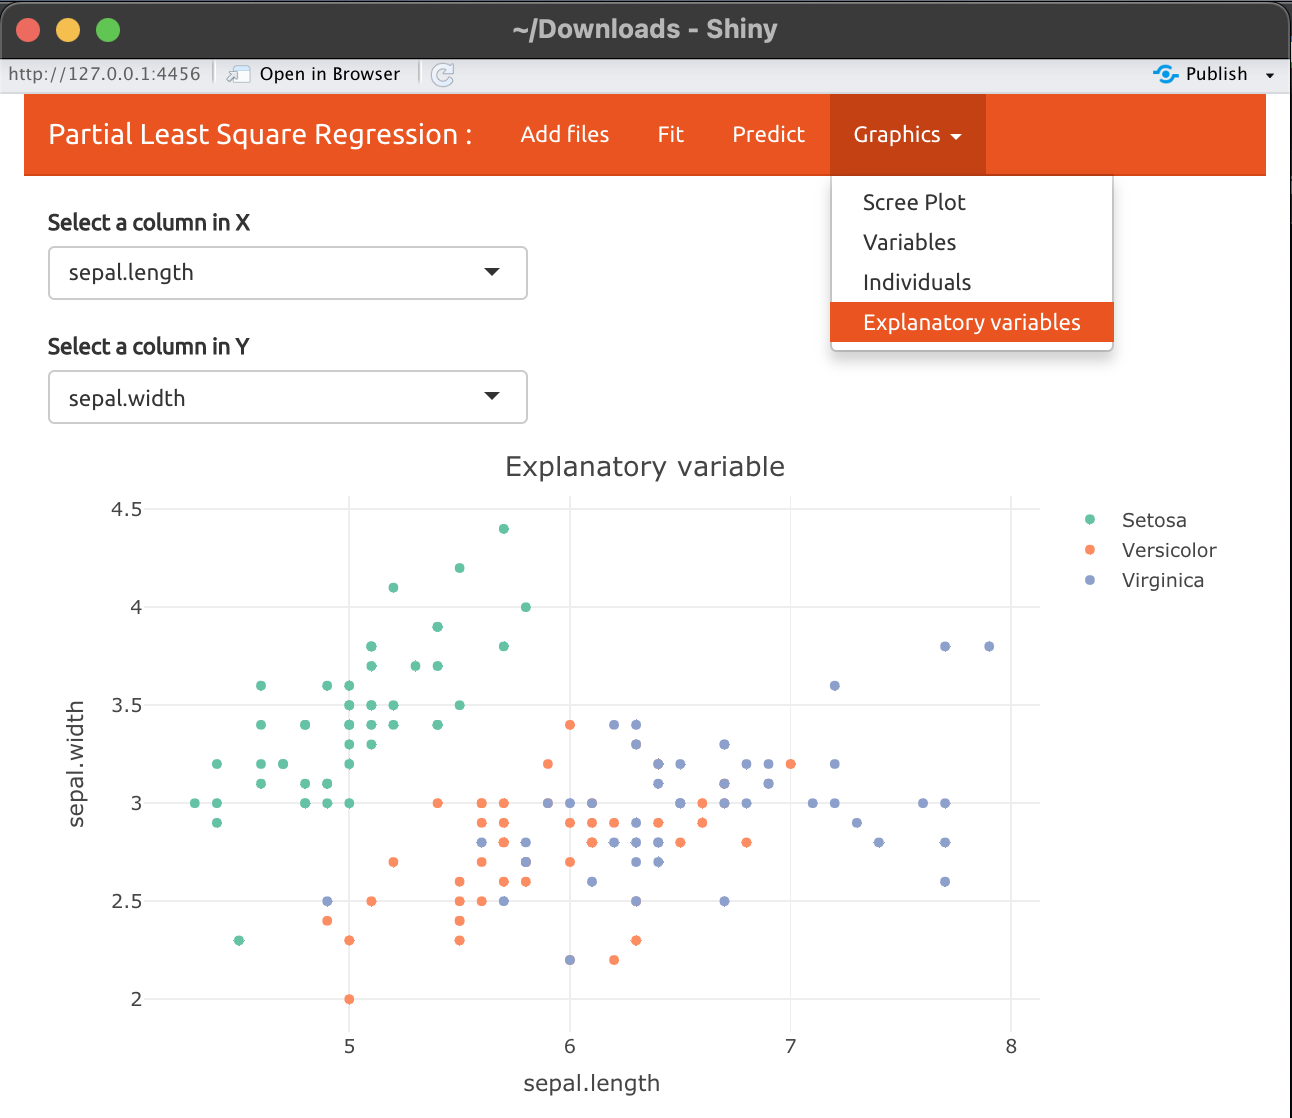 ~/Downloads - Shiny
http://127.0.0.1:4456 Open in Browser Publish
Partial Least Square Regression : Add files Fit Predict Graphics
Scree Plot
Variables
Individuals
Explanatory variables
Select a column in X
sepal.length
Select a column in Y
sepal.width
Explanatory variable
4.5
4
3.5
3
2.5
2
sepal.width
5 6 7 8
sepal.length
Setosa
Versicolor
Virginica